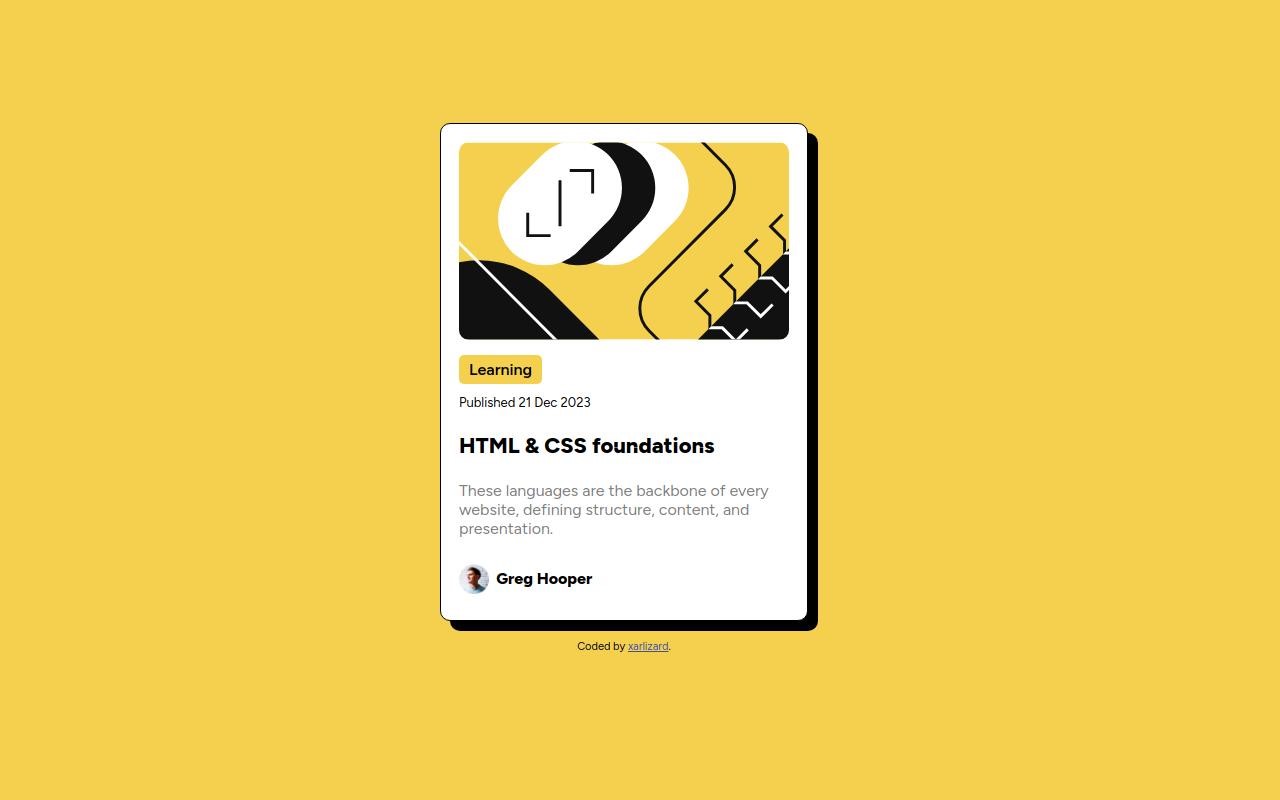 Learning
Published 21 Dec 2023
HTML & CSS foundations
These languages are the backbone of every
website, defining structure, content, and
presentation.
Greg Hooper
Coded by xarlizard.